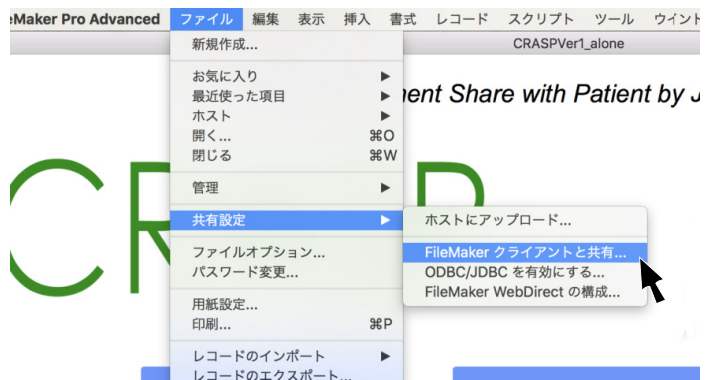 eMaker Pro Advanced ファイル 編集 表示 挿入 書式 レコード スクリプト ツール ウイント
新規作成... CRASPVer1_alone
お気に入り ▶
最近使った項目 ▶
ent Share with Patient by J
ホスト ▶
開く... ⌘O
閉じる ⌘W
管理 ▶
CR P
共有設定 ▶ ホストにアップロード...
ファイルオプション... FileMaker クライアントと共有...
パスワード変更... ODBC/JDBC を有効にする...
FileMaker WebDirect の構成...
用紙設定...
印刷... ⌘P
レコードのインポート ▶
レコードのエクスポート...